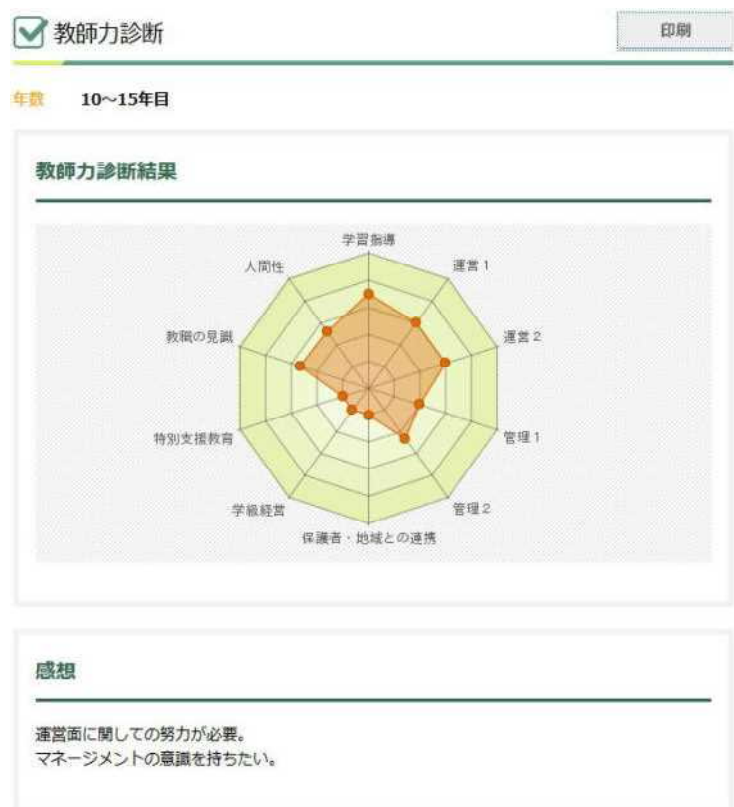 教師力診断
印刷
年数 10～15年目
教師力診断結果
学習指導
人間性
運営1
教職の見識
運営2
特別支援教育
管理1
学級経営
管理2
保護者・地域との連携
感想
運営面に関しての努力が必要。
マネージメントの意識を持ちたい。